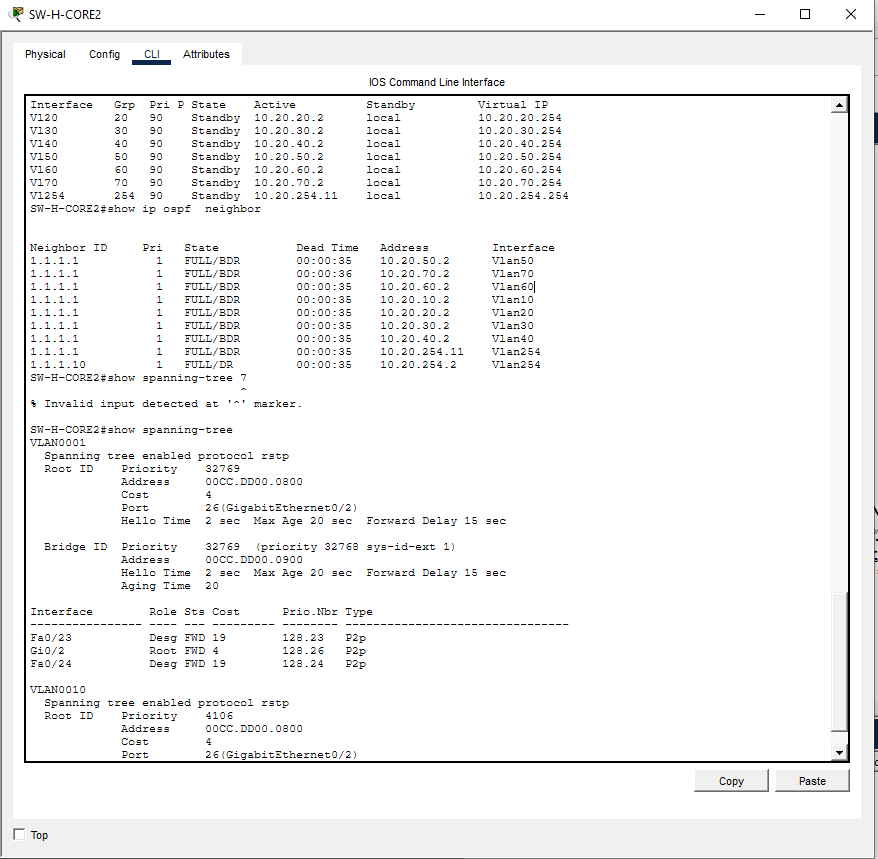 SW-H-CORE2
Physical Config CLI Attributes
IOS Command Line Interface
Interface   Grp  Pri P State    Active          Standby         Virtual IP
Vl20        20   90    Standby  10.20.20.2      local           10.20.20.254
Vl30        30   90    Standby  10.20.30.2      local           10.20.30.254
Vl40        40   90    Standby  10.20.40.2      local           10.20.40.254
Vl50        50   90    Standby  10.20.50.2      local           10.20.50.254
Vl60        60   90    Standby  10.20.60.2      local           10.20.60.254
Vl70        70   90    Standby  10.20.70.2      local           10.20.70.254
Vl254       254  90    Standby  10.20.254.11    local           10.20.254.254
SW-H-CORE2#show ip ospf  neighbor
Neighbor ID     Pri   State           Dead Time   Address         Interface
1.1.1.1           1   FULL/BDR        00:00:35    10.20.50.2      Vlan50
1.1.1.1           1   FULL/BDR        00:00:36    10.20.70.2      Vlan70
1.1.1.1           1   FULL/BDR        00:00:35    10.20.60.2      Vlan60
1.1.1.1           1   FULL/BDR        00:00:35    10.20.10.2      Vlan10
1.1.1.1           1   FULL/BDR        00:00:35    10.20.20.2      Vlan20
1.1.1.1           1   FULL/BDR        00:00:35    10.20.30.2      Vlan30
1.1.1.1           1   FULL/BDR        00:00:35    10.20.40.2      Vlan40
1.1.1.1           1   FULL/BDR        00:00:35    10.20.254.11    Vlan254
1.1.1.10          1   FULL/DR         00:00:35    10.20.254.2     Vlan254
SW-H-CORE2#show spanning-tree 7
                              ^
% Invalid input detected at '^' marker.
SW-H-CORE2#show spanning-tree
VLAN0001
  Spanning tree enabled protocol rstp
  Root ID    Priority    32769
             Address     00CC.DD00.0800
             Cost        4
             Port        26(GigabitEthernet0/2)
             Hello Time  2 sec  Max Age 20 sec  Forward Delay 15 sec
  Bridge ID  Priority    32769  (priority 32768 sys-id-ext 1)
             Address     00CC.DD00.0900
             Hello Time  2 sec  Max Age 20 sec  Forward Delay 15 sec
             Aging Time  20
Interface        Role Sts Cost      Prio.Nbr Type
---------------- ---- --- --------- -------- --------------------------------
Fa0/23           Desg FWD 19        128.23   P2p
Gi0/2            Root FWD 4         128.26   P2p
Fa0/24           Desg FWD 19        128.24   P2p
VLAN0010
  Spanning tree enabled protocol rstp
  Root ID    Priority    4106
             Address     00CC.DD00.0800
             Cost        4
             Port        26(GigabitEthernet0/2)
Copy Paste
Top